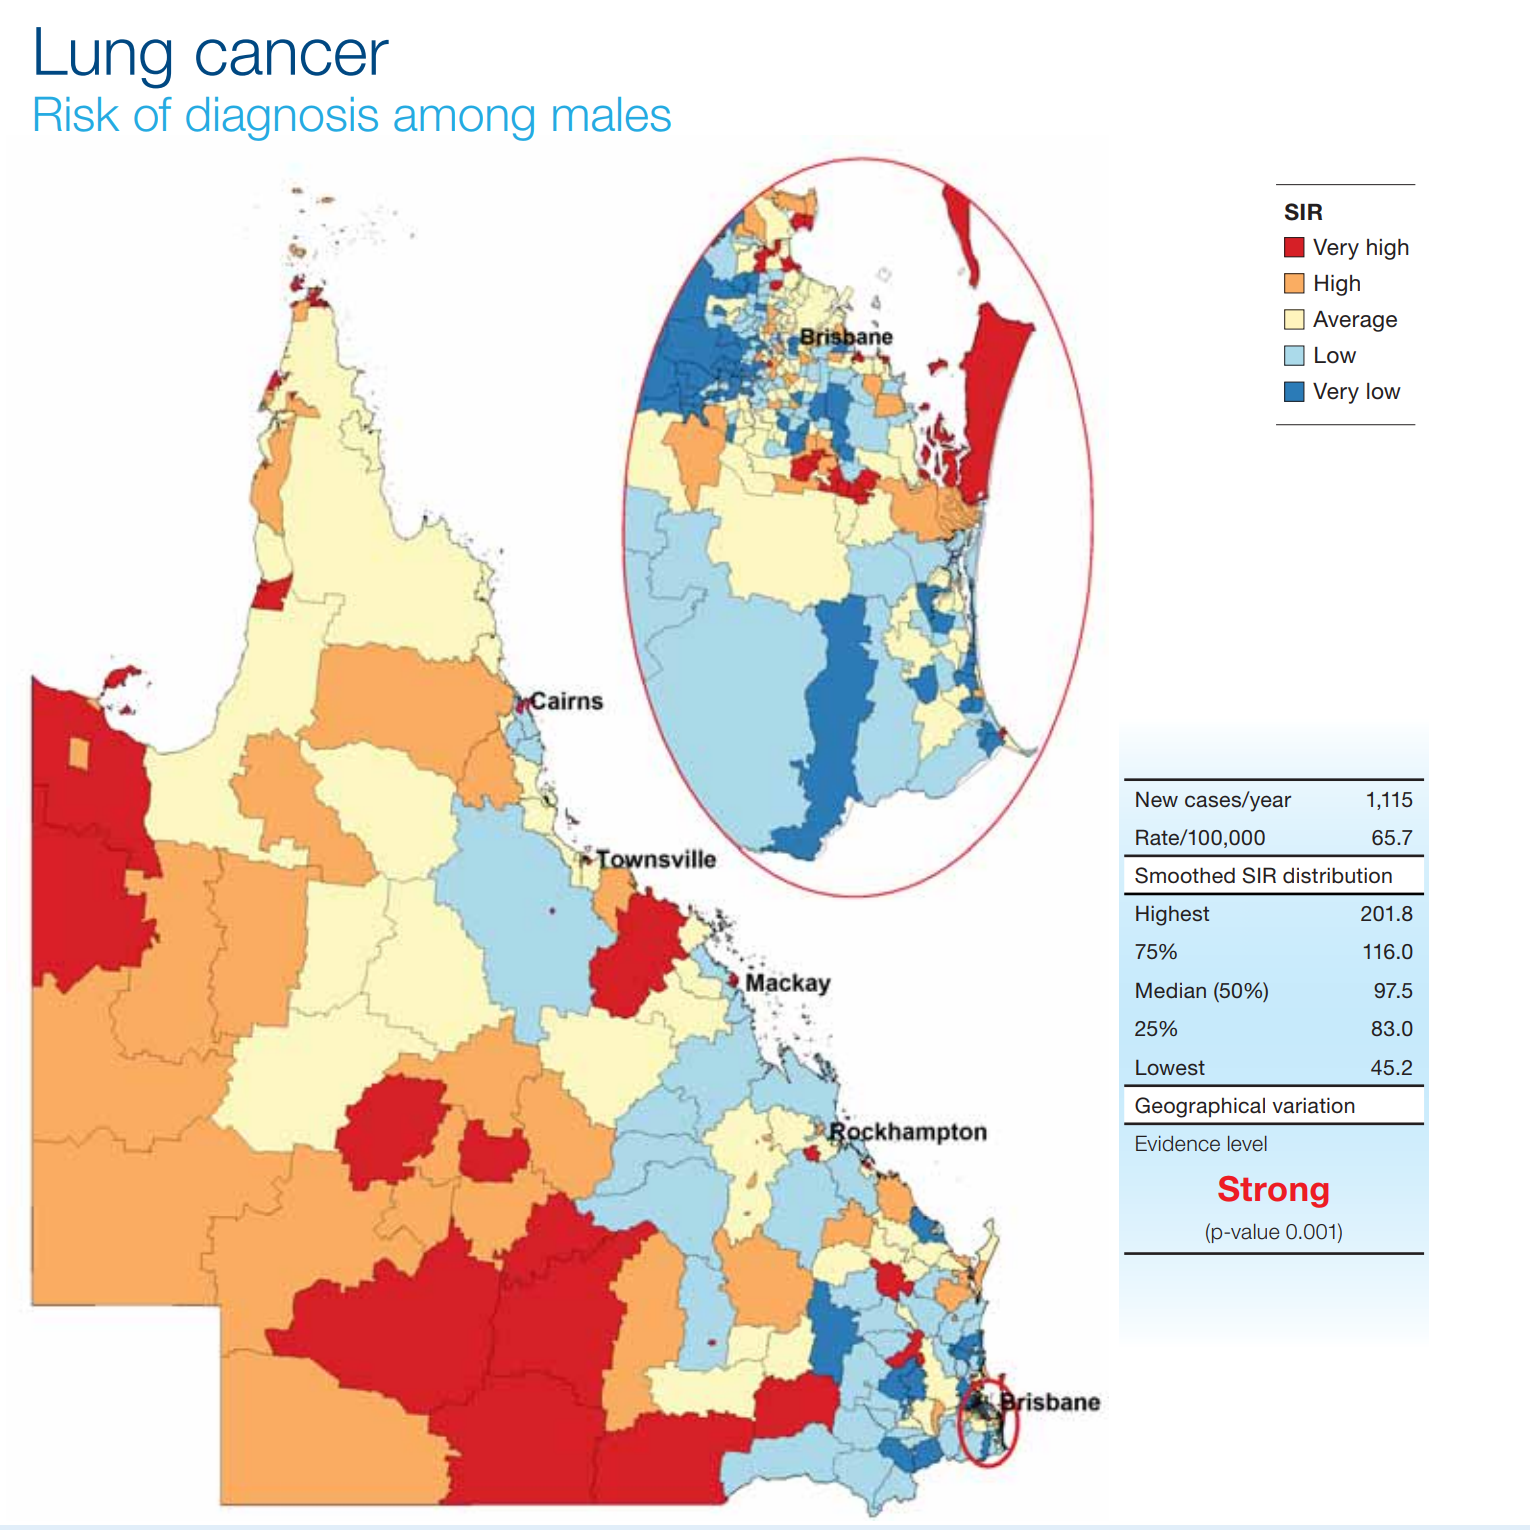 Lung cancer
Risk of diagnosis among males
SIR
Very high
High
Average
Low
Very low
Brisbane
Cairns
Townsville
Mackay
Rockhampton
Brisbane
New cases/year 1,115
Rate/100,000 65.7
Smoothed SIR distribution
Highest 201.8
75% 116.0
Median (50%) 97.5
25% 83.0
Lowest 45.2
Geographical variation
Evidence level
Strong
(p-value 0.001)